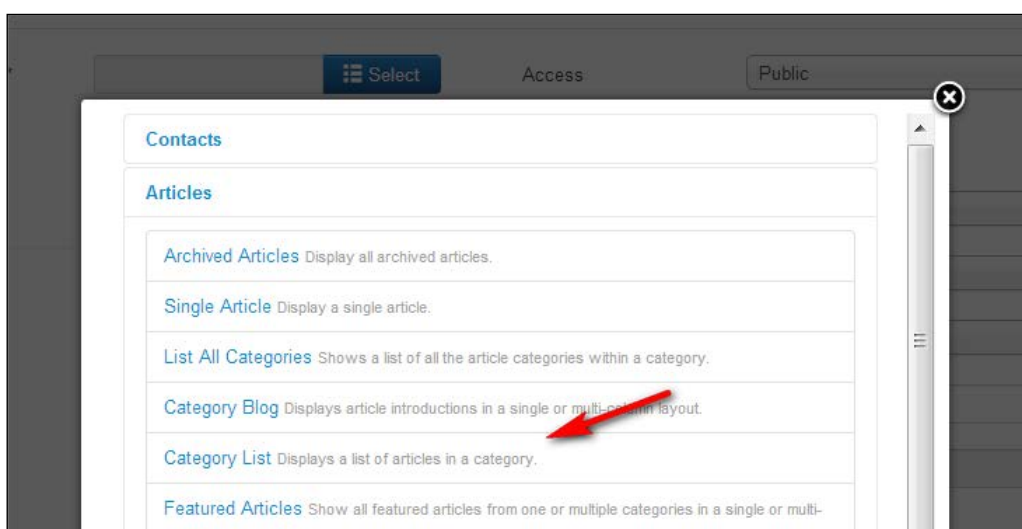 Select Access Public
Contacts
Articles
Archived Articles Display all archived articles.
Single Article Display a single article.
List All Categories Shows a list of all the article categories within a category.
Category Blog Displays article introductions in a single or multi-column layout.
Category List Displays a list of articles in a category.
Featured Articles Show all featured articles from one or multiple categories in a single or multi-